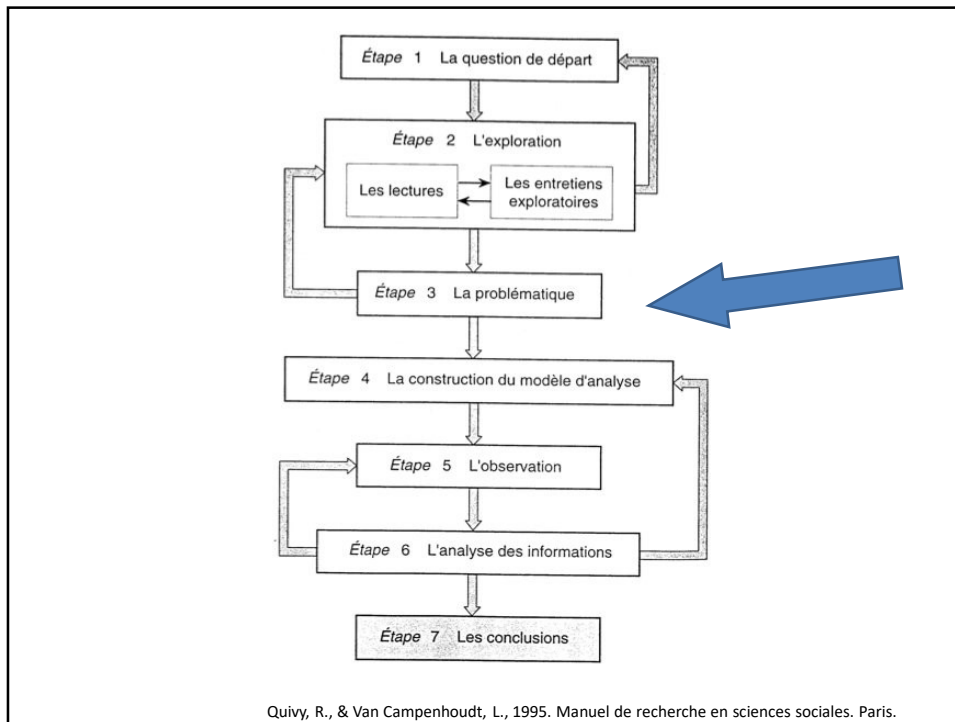 Étape 1 La question de départ
Étape 2 L'exploration
Les lectures
Les entretiens
exploratoires
Étape 3 La problématique
Étape 4 La construction du modèle d'analyse
Étape 5 L'observation
Étape 6 L'analyse des informations
Étape 7 Les conclusions
Quivy, R., & Van Campenhoudt, L., 1995. Manuel de recherche en sciences sociales. Paris.